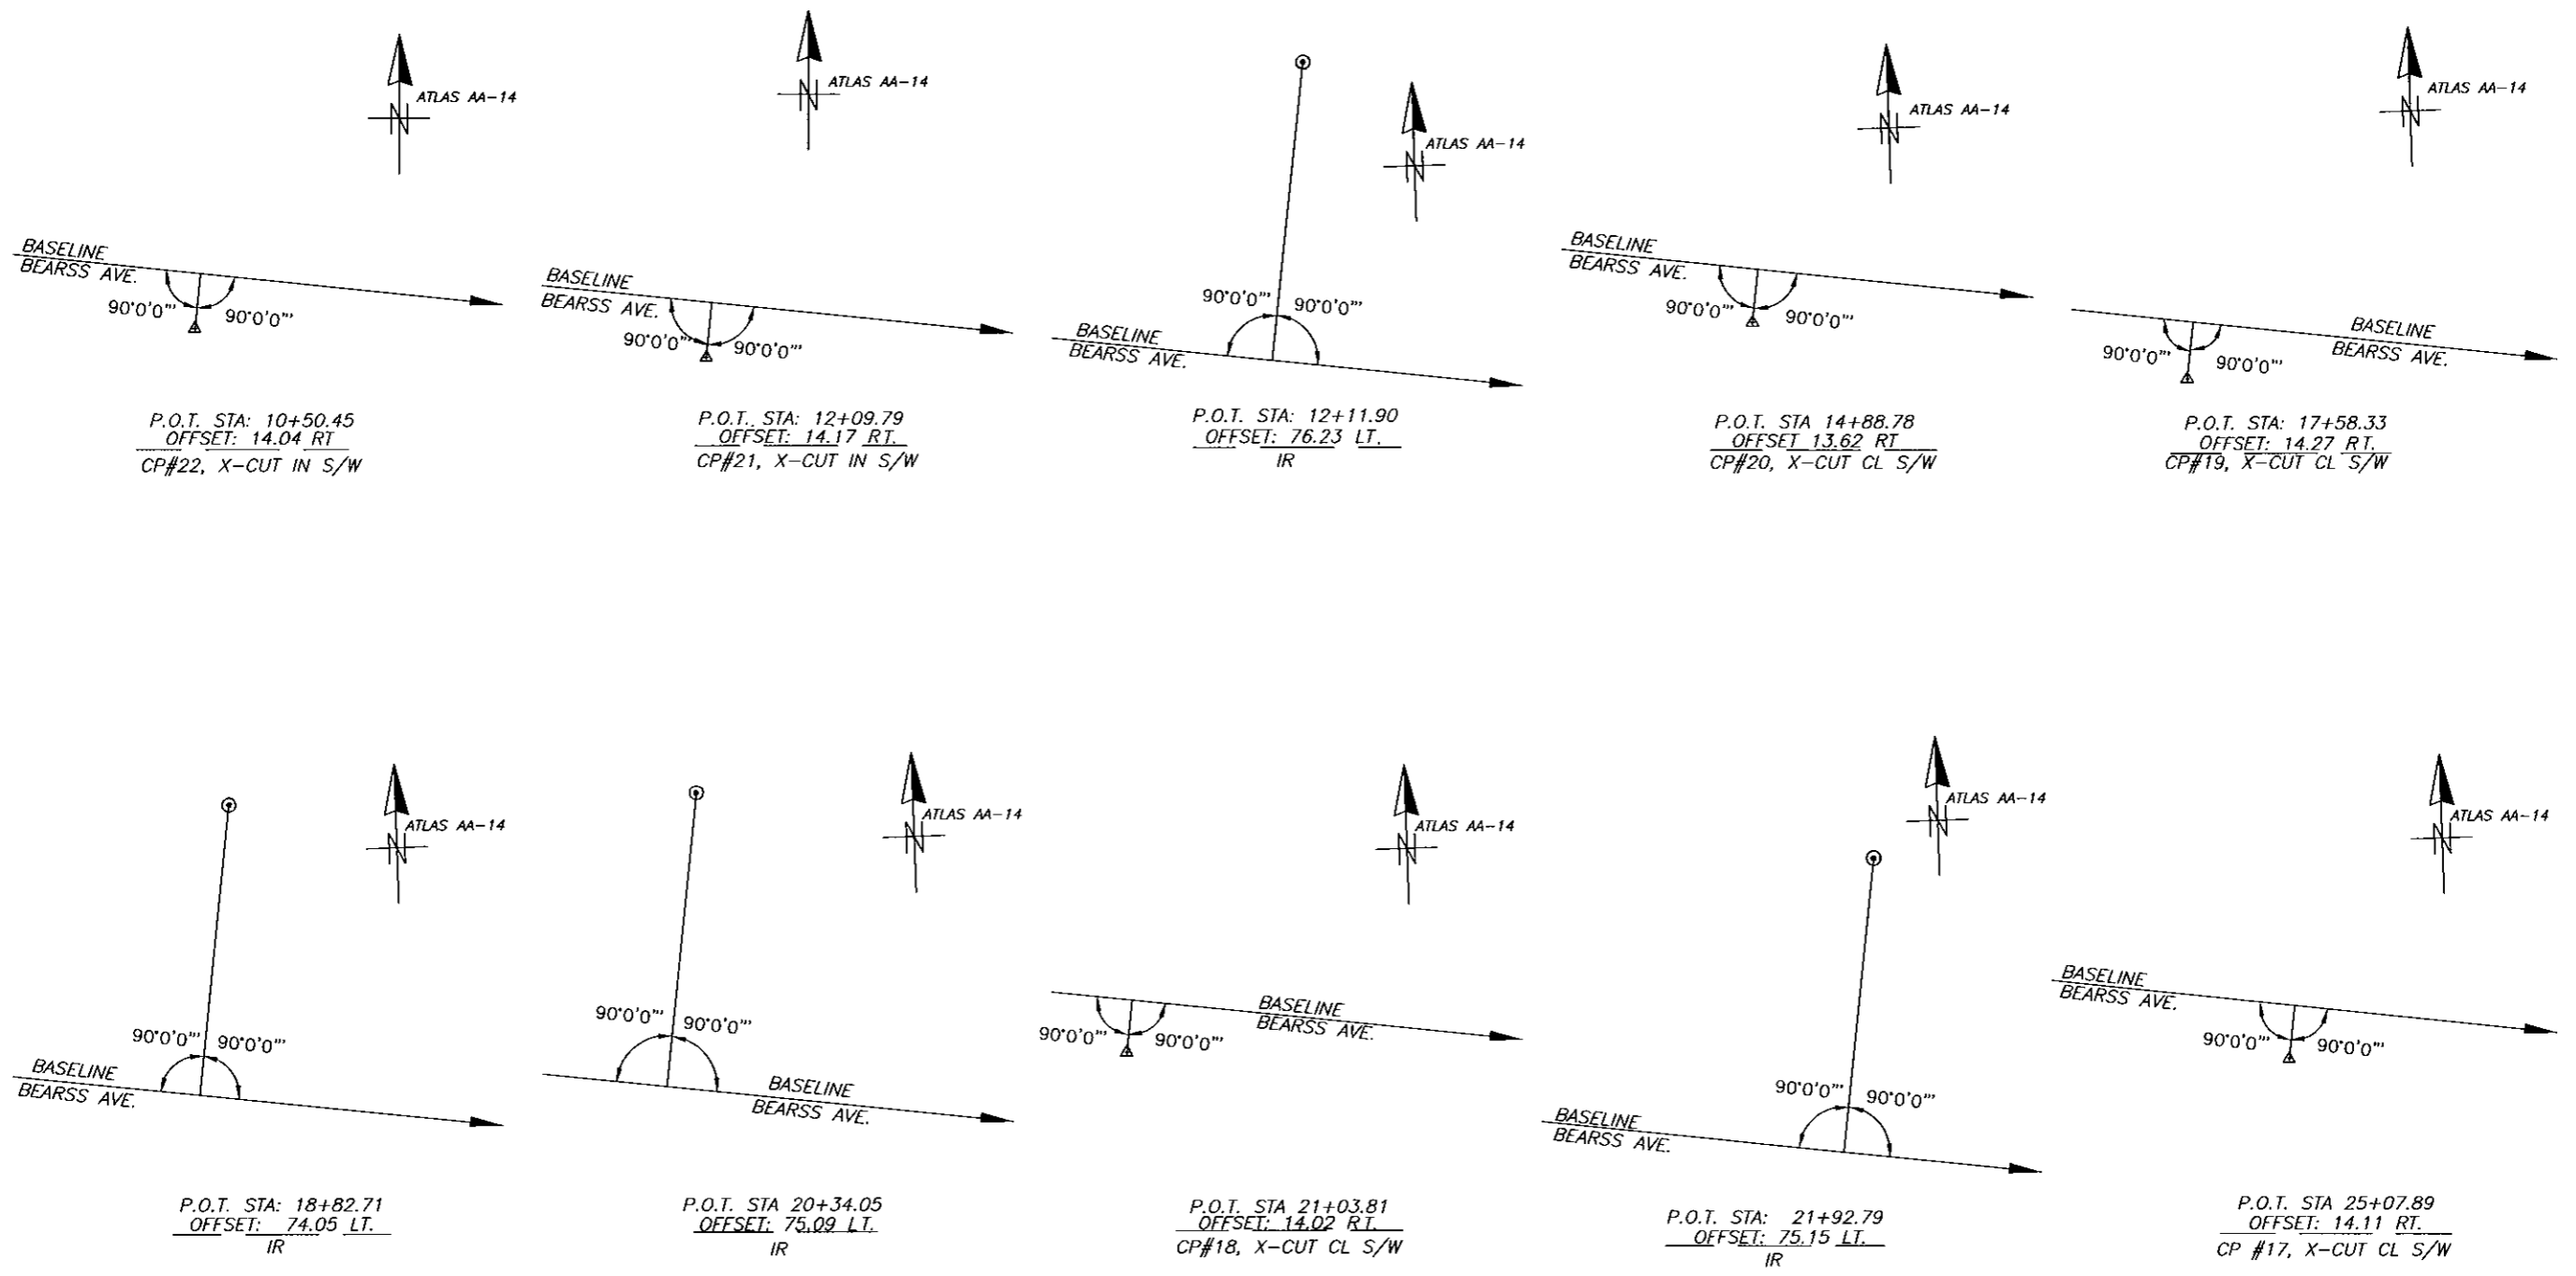 N
ATLAS AA-14
BASELINE
BEARSS AVE.
90°0'0"' 90°0'0"'
P.O.T. STA: 10+50.45
OFFSET: 14.04 RT
CP#22, X-CUT IN S/W
N
ATLAS AA-14
BASELINE
BEARSS AVE.
90°0'0"' 90°0'0"'
P.O.T. STA: 12+09.79
OFFSET: 14.17 RT.
CP#21, X-CUT IN S/W
N
ATLAS AA-14
90°0'0"' 90°0'0"'
BASELINE
BEARSS AVE.
P.O.T. STA: 12+11.90
OFFSET: 76.23 LT.
IR
N
ATLAS AA-14
BASELINE
BEARSS AVE.
90°0'0"' 90°0'0"'
P.O.T. STA 14+88.78
OFFSET 13.62 RT
CP#20, X-CUT CL S/W
N
ATLAS AA-14
BASELINE
BEARSS AVE.
90°0'0"' 90°0'0"'
P.O.T. STA: 17+58.33
OFFSET: 14.27 RT.
CP#19, X-CUT CL S/W
N
ATLAS AA-14
90°0'0"' 90°0'0"'
BASELINE
BEARSS AVE.
P.O.T. STA: 18+82.71
OFFSET: 74.05 LT.
IR
N
ATLAS AA-14
90°0'0"' 90°0'0"'
BASELINE
BEARSS AVE.
P.O.T. STA 20+34.05
OFFSET: 75.09 LT.
IR
N
ATLAS AA-14
BASELINE
BEARSS AVE.
90°0'0"' 90°0'0"'
P.O.T. STA 21+03.81
OFFSET: 14.02 RT.
CP#18, X-CUT CL S/W
N
ATLAS AA-14
90°0'0"' 90°0'0"'
BASELINE
BEARSS AVE.
P.O.T. STA: 21+92.79
OFFSET: 75.15 LT.
IR
N
ATLAS AA-14
BASELINE
BEARSS AVE.
90°0'0"' 90°0'0"'
P.O.T. STA 25+07.89
OFFSET: 14.11 RT.
CP #17, X-CUT CL S/W